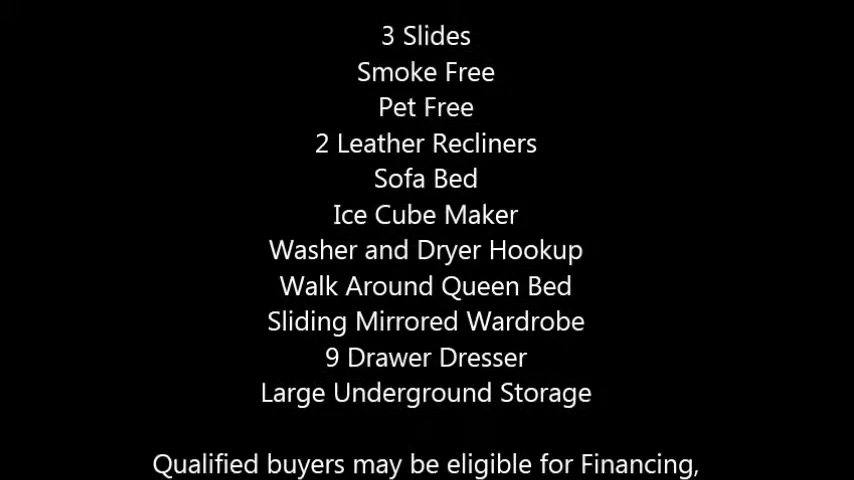 3 Slides
Smoke Free
Pet Free
2 Leather Recliners
Sofa Bed
Ice Cube Maker
Washer and Dryer Hookup
Walk Around Queen Bed
Sliding Mirrored Wardrobe
9 Drawer Dresser
Large Underground Storage
Qualified buyers may be eligible for Financing,